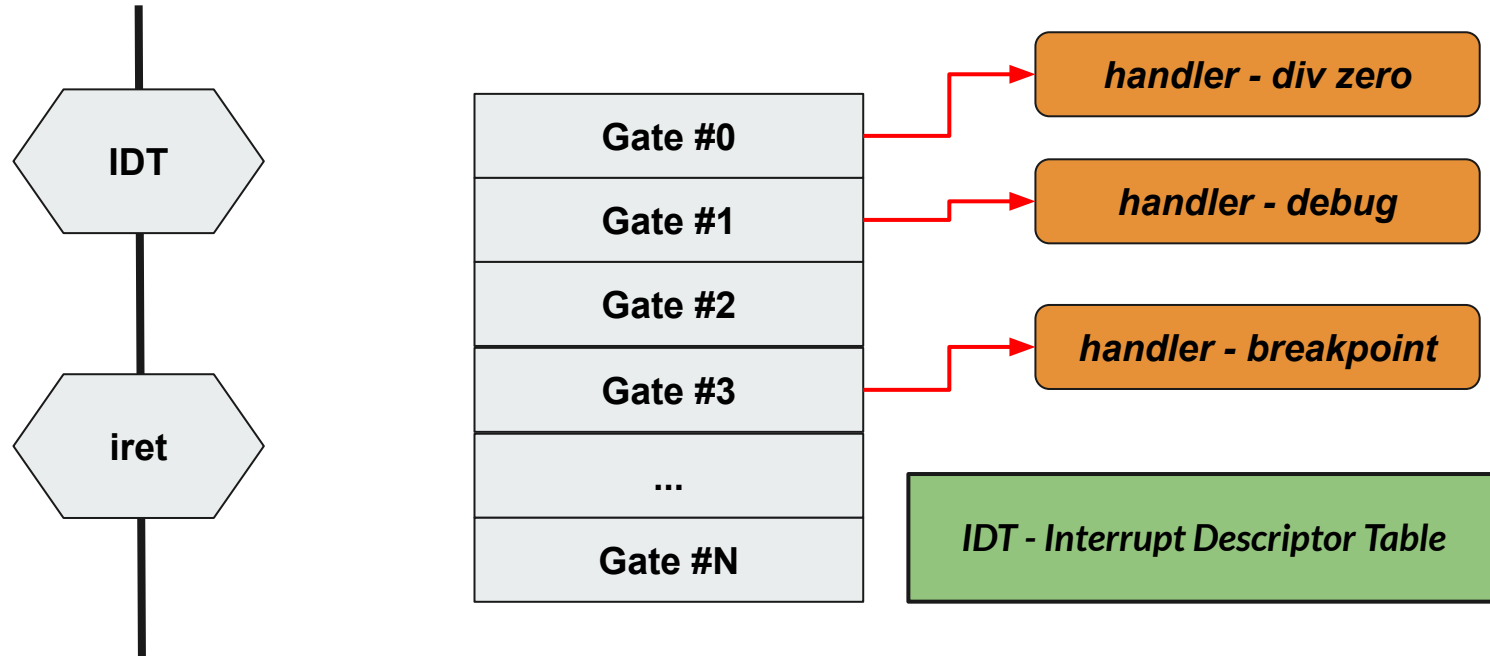 IDT
iret
Gate #0
Gate #1
Gate #2
Gate #3
...
Gate #N
handler - div zero
handler - debug
handler - breakpoint
IDT - Interrupt Descriptor Table